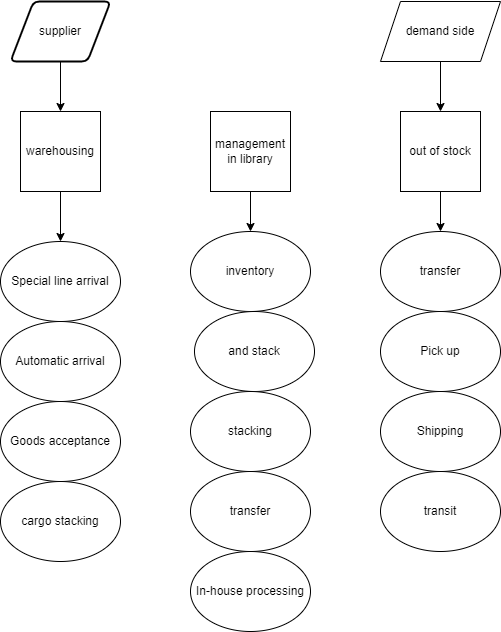 supplier
demand side
warehousing
management
in library
out of stock
Special line arrival
inventory
transfer
Automatic arrival
and stack
Pick up
Goods acceptance
stacking
Shipping
cargo stacking
transfer
transit
In-house processing